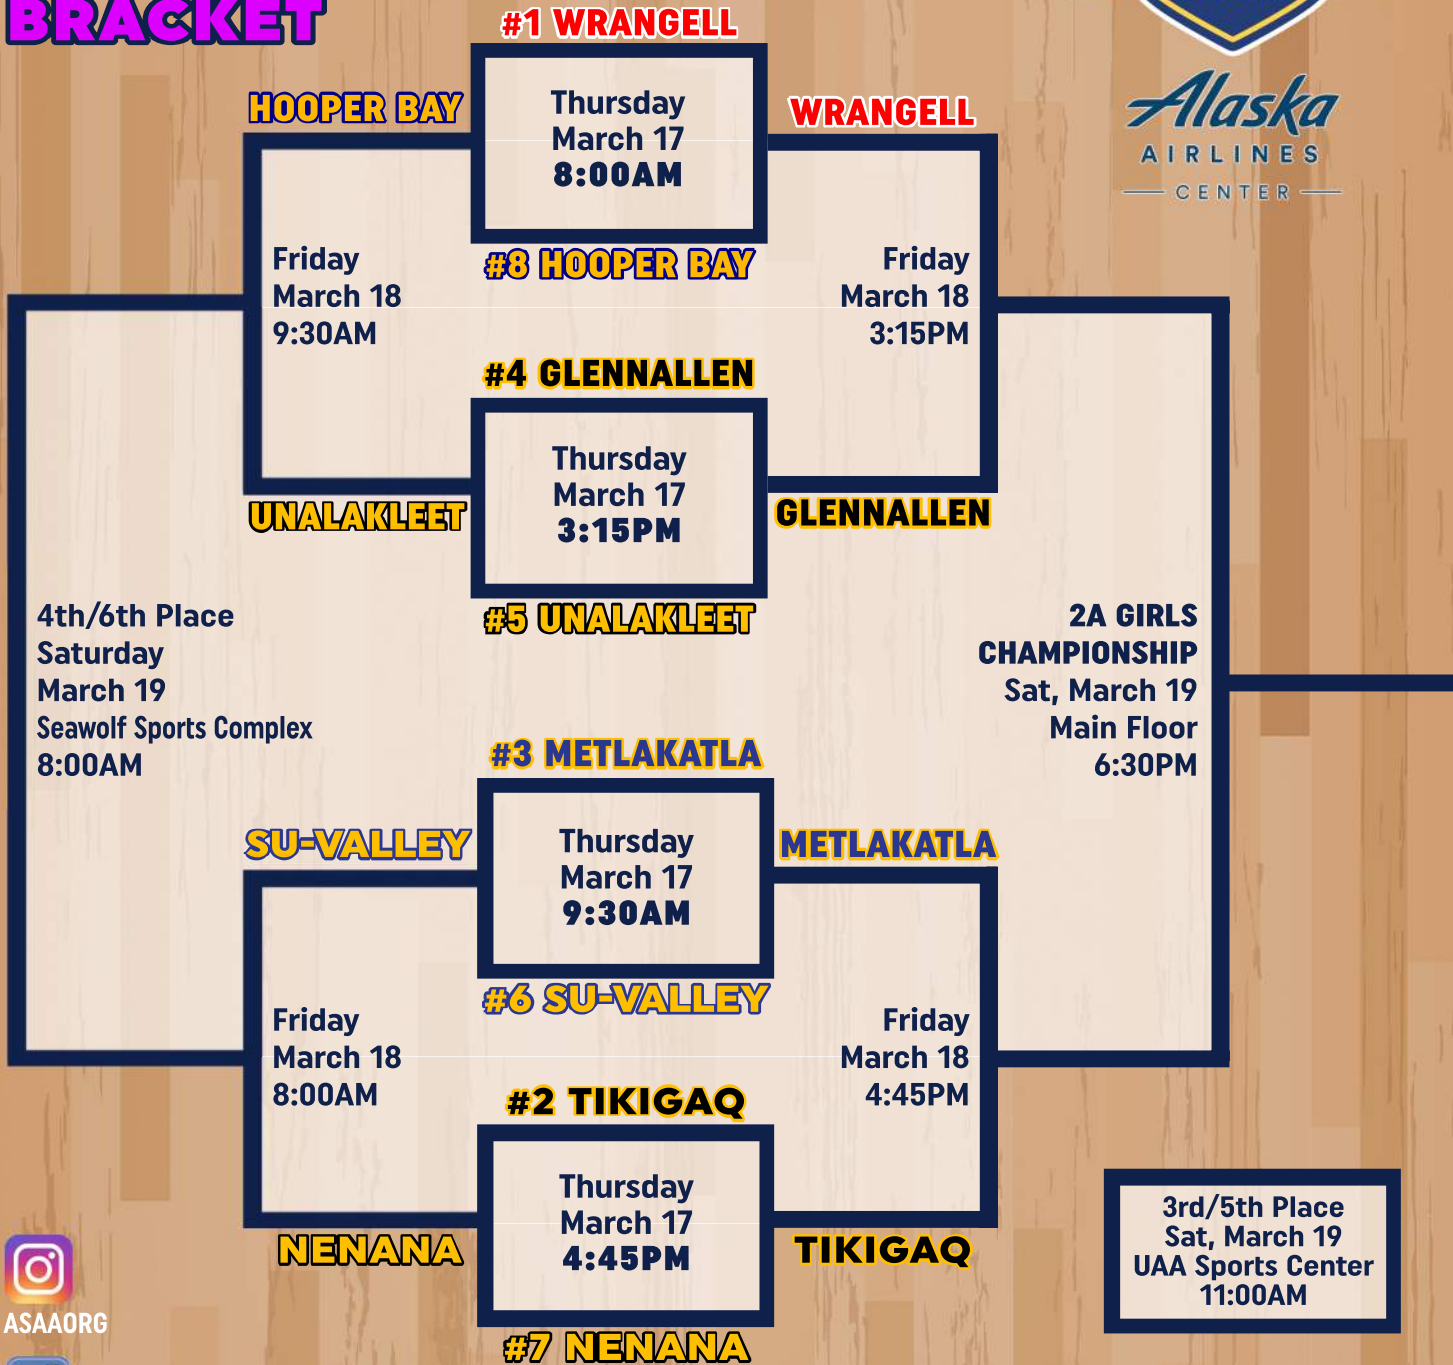 BRACKET
#1 WRANGELL
Thursday
March 17
8:00AM
#8 HOOPER BAY
HOOPER BAY
WRANGELL
Alaska
AIRLINES
CENTER
Friday
March 18
9:30AM
Friday
March 18
3:15PM
#4 GLENNALLEN
Thursday
March 17
3:15PM
#5 UNALAKLEET
UNALAKLEET
GLENNALLEN
4th/6th Place
Saturday
March 19
Seawolf Sports Complex
8:00AM
2A GIRLS
CHAMPIONSHIP
Sat, March 19
Main Floor
6:30PM
#3 METLAKATLA
Thursday
March 17
9:30AM
#6 SU-VALLEY
SU-VALLEY
METLAKATLA
Friday
March 18
8:00AM
Friday
March 18
4:45PM
#2 TIKIGAQ
Thursday
March 17
4:45PM
#7 NENANA
NENANA
TIKIGAQ
3rd/5th Place
Sat, March 19
UAA Sports Center
11:00AM
ASAAORG